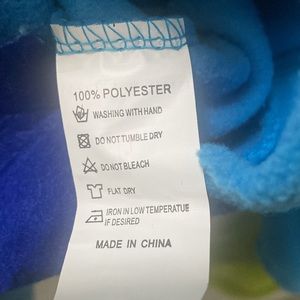 100% POLYESTER
WASHING WITH HAND
DO NOT TUMBLE DRY
DO NOT BLEACH
FLAT DRY
IRON IN LOW TEMPERATUE
IF DESIRED
MADE IN CHINA